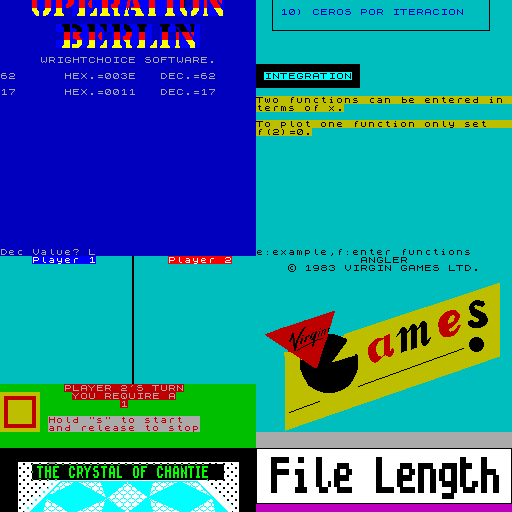 OPERATION
BERLIN
WRIGHTCHOICE SOFTWARE.
62 HEX.=003E DEC.=62
17 HEX.=0011 DEC.=17
Dec Value? L
10) CEROS POR ITERACION
INTEGRATION
Two functions can be entered in
terms of x.
To plot one function only set
f(2)=0.
e:example,f:enter functions
Player 1 Player 2
PLAYER 2'S TURN
YOU REQUIRE A
1
Hold "s" to start
and release to stop
ANGLER
© 1983 VIRGIN GAMES LTD.
Virgin
Games
THE CRYSTAL OF CHANTIE
File Length